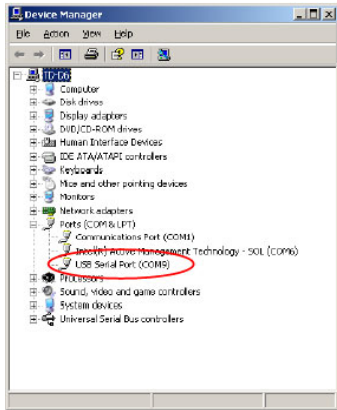 Device Manager
File Action View Help
TD-D6
Computer
Disk drives
Display adapters
DVD/CD-ROM drives
Human Interface Devices
IDE ATA/ATAPI controllers
Keyboards
Mice and other pointing devices
Monitors
Network adapters
Ports (COM & LPT)
Communications Port (COM1)
Intel(R) Active Management Technology - SOL (COM6)
USB Serial Port (COM9)
Processors
Sound, video and game controllers
System devices
Universal Serial Bus controllers